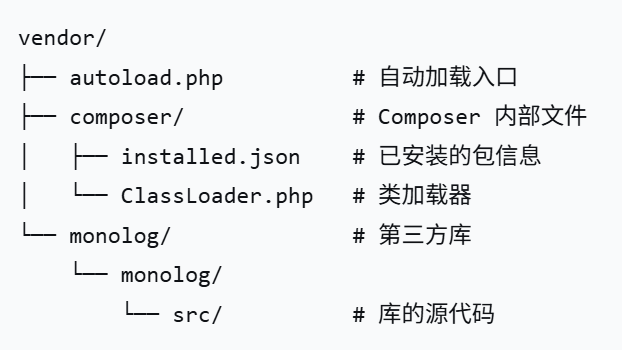 vendor/
├── autoload.php          # 自动加载入口
├── composer/             # Composer 内部文件
│   ├── installed.json    # 已安装的包信息
│   └── ClassLoader.php   # 类加载器
└── monolog/              # 第三方库
    └── monolog/
        └── src/          # 库的源代码